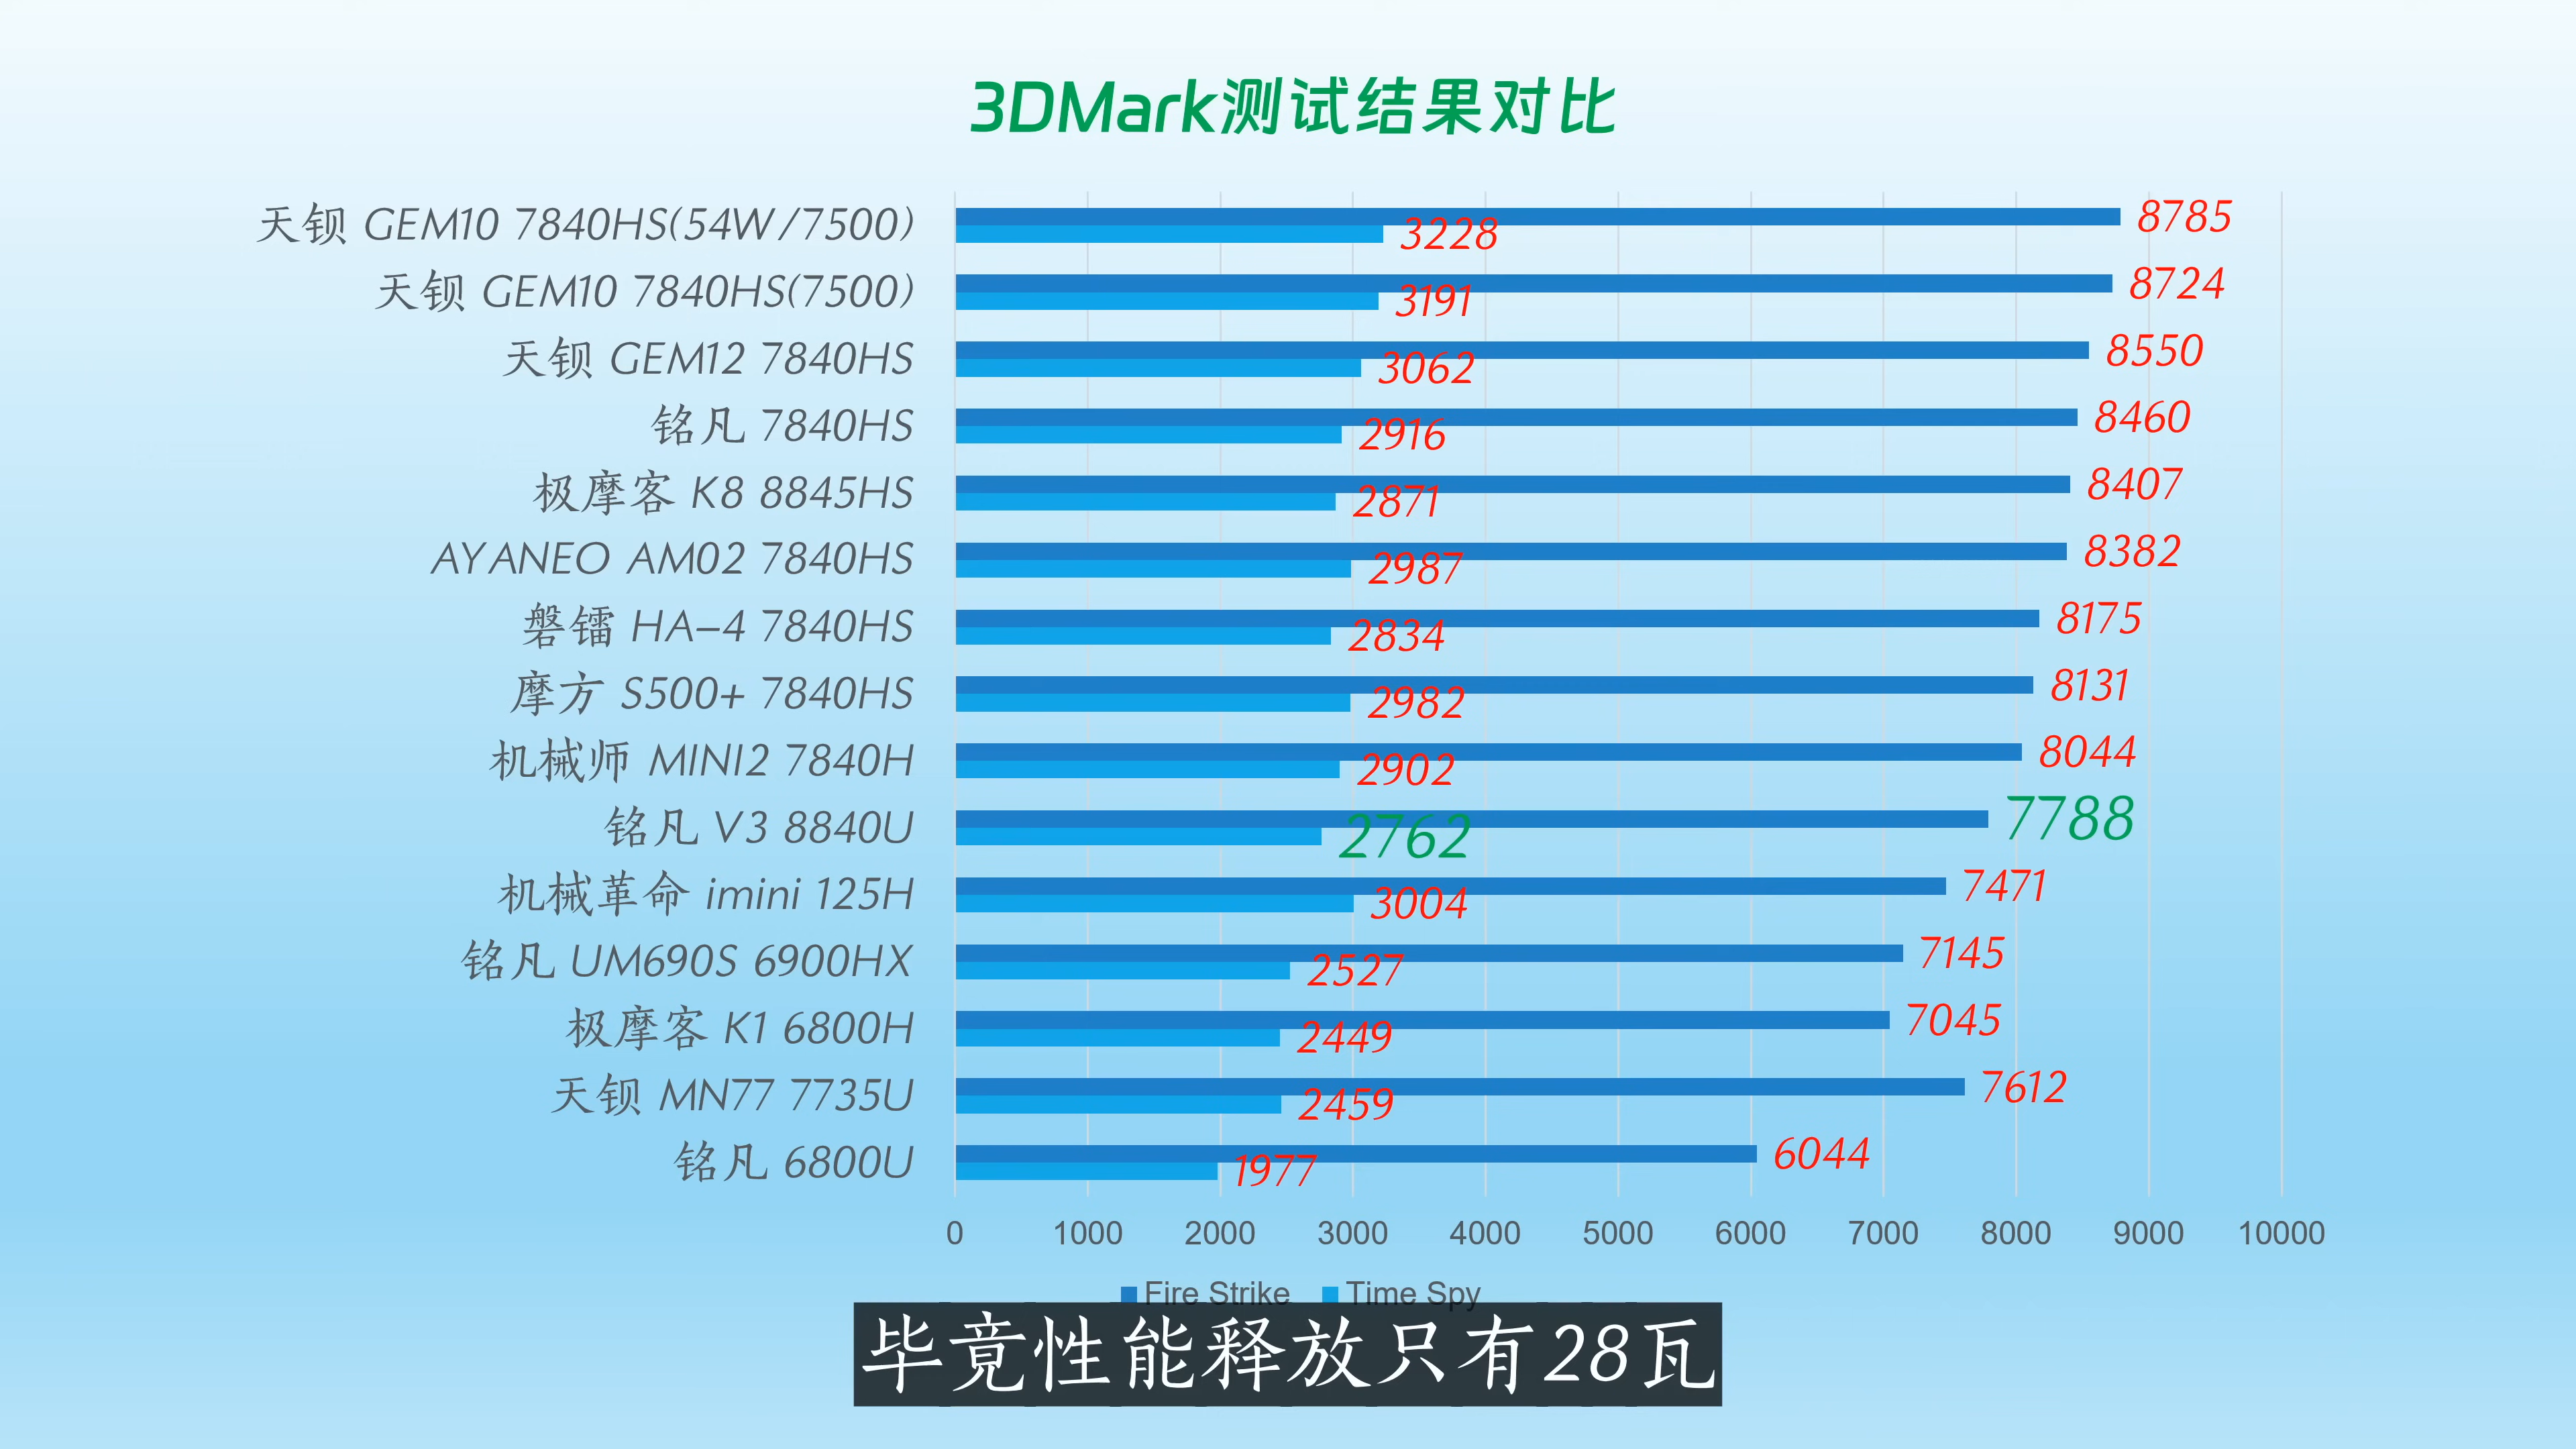 3DMark测试结果对比
天钡 GEM10 7840HS(54W/7500) 8785
3228
天钡 GEM10 7840HS(7500) 8724
3191
天钡 GEM12 7840HS 8550
3062
铭凡 7840HS 8460
2916
极摩客 K8 8845HS 8407
2871
AYANEO AM02 7840HS 8382
2987
磐镭 HA-4 7840HS 8175
2834
摩方 S500+ 7840HS 8131
2982
机械师 MINI2 7840H 8044
2902
铭凡 V3 8840U 7788
2762
机械革命 imini 125H 7471
3004
铭凡 UM690S 6900HX 7145
2527
极摩客 K1 6800H 7045
2449
天钡 MN77 7735U 7612
2459
铭凡 6800U 6044
1977
0 1000 2000 3000 4000 5000 6000 7000 8000 9000 10000
Fire Strike Time Spy
毕竟性能释放只有28瓦